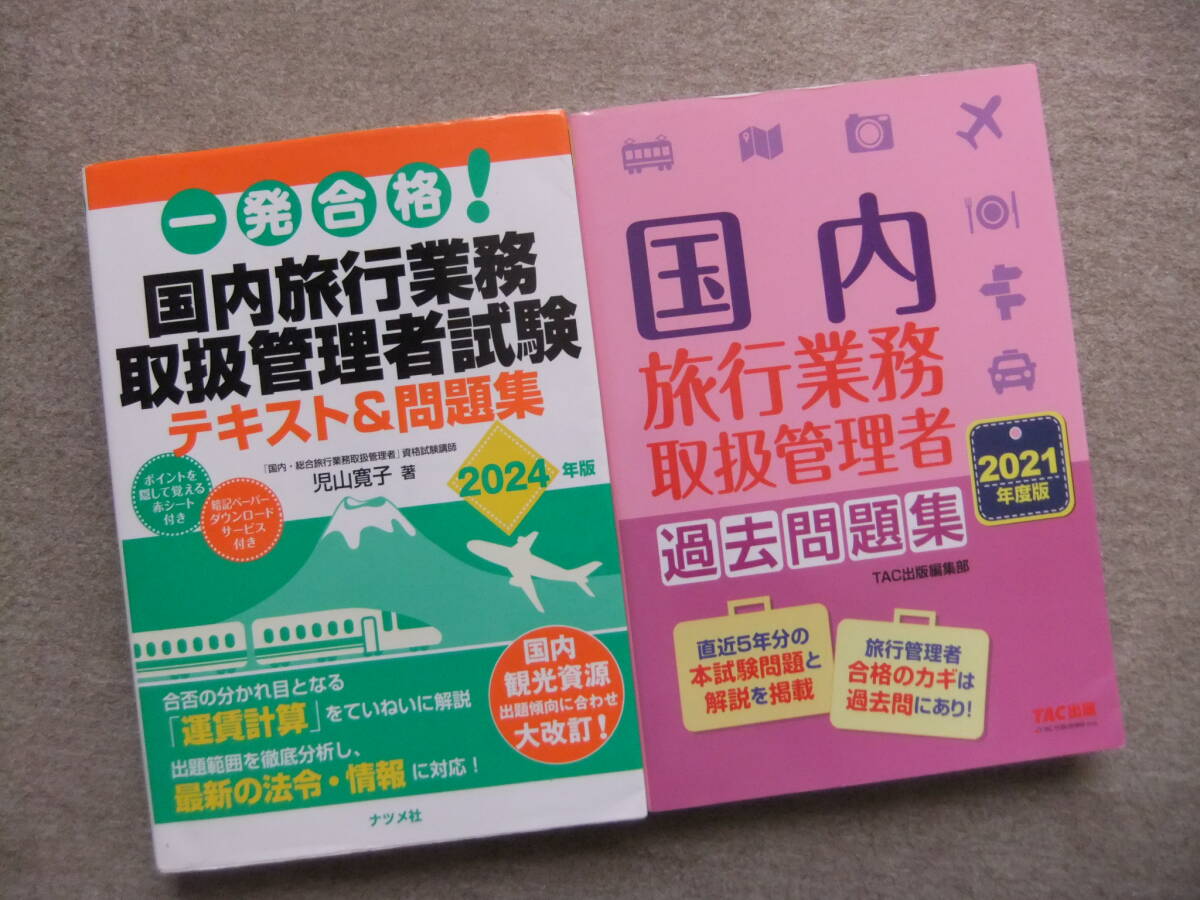 一発合格!
国内旅行業務
取扱管理者試験
テキスト&問題集
「国内・総合旅行業務取扱管理者」資格試験講師
児山寛子 著
2024年版
ポイントを
隠して覚える
赤シート
付き
暗記ペーパー
ダウンロード
サービス
付き
国内
観光資源
出題傾向に合わせ
大改訂!
合否の分かれ目となる
「運賃計算」をていねいに解説
出題範囲を徹底分析し、
最新の法令・情報に対応!
ナツメ社
国内
旅行業務
取扱管理者
2021
年度版
過去問題集
TAC出版編集部
直近5年分の
本試験問題と
解説を掲載
旅行管理者
合格のカギは
過去問にあり!
TAC出版